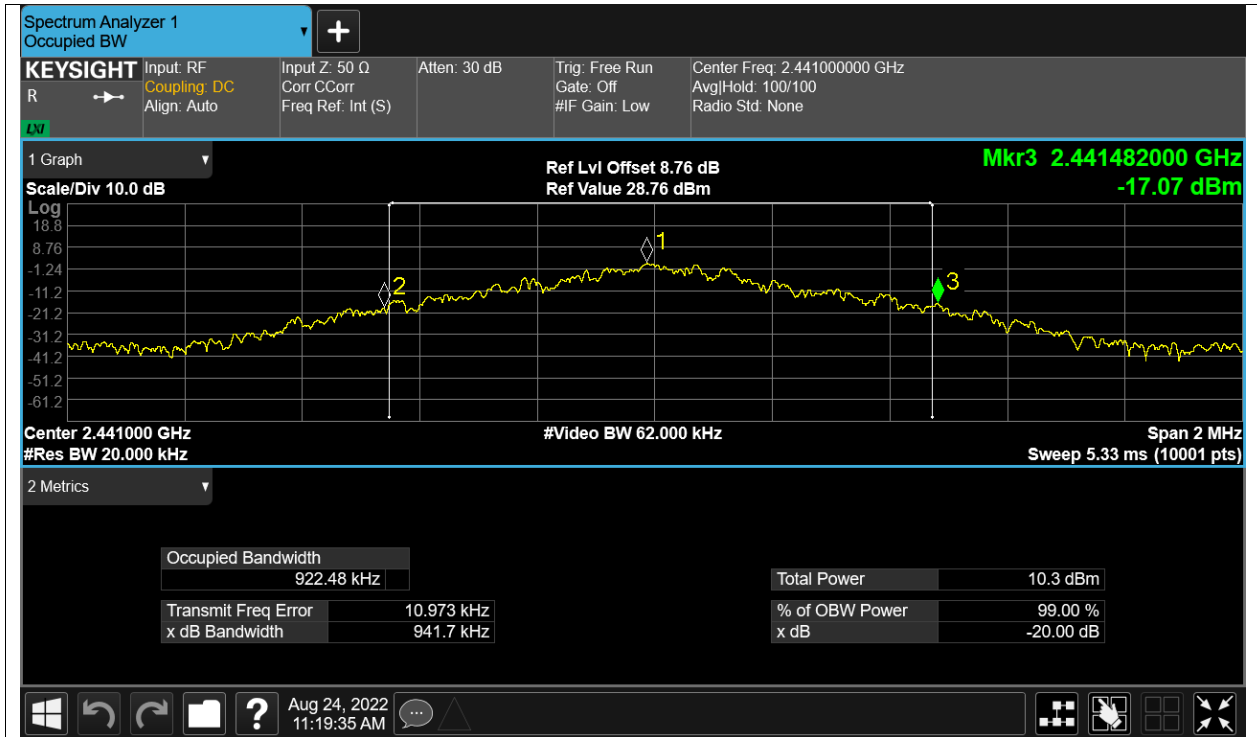 Spectrum Analyzer 1
Occupied BW
+
KEYSIGHT
R
LXI
Input: RF
Coupling: DC
Align: Auto
Input Z: 50 Ω
Corr CCorr
Freq Ref: Int (S)
Atten: 30 dB
Trig: Free Run
Gate: Off
#IF Gain: Low
Center Freq: 2.441000000 GHz
Avg|Hold: 100/100
Radio Std: None
1 Graph
Scale/Div 10.0 dB
Ref Lvl Offset 8.76 dB
Ref Value 28.76 dBm
Mkr3 2.441482000 GHz
-17.07 dBm
Log
18.8
8.76
-1.24
-11.2
-21.2
-31.2
-41.2
-51.2
-61.2
1
2
3
Center 2.441000 GHz
#Res BW 20.000 kHz
#Video BW 62.000 kHz
Span 2 MHz
Sweep 5.33 ms (10001 pts)
2 Metrics
Occupied Bandwidth
922.48 kHz
Transmit Freq Error 10.973 kHz
x dB Bandwidth 941.7 kHz
Total Power 10.3 dBm
% of OBW Power 99.00 %
x dB -20.00 dB
?
Aug 24, 2022
11:19:35 AM